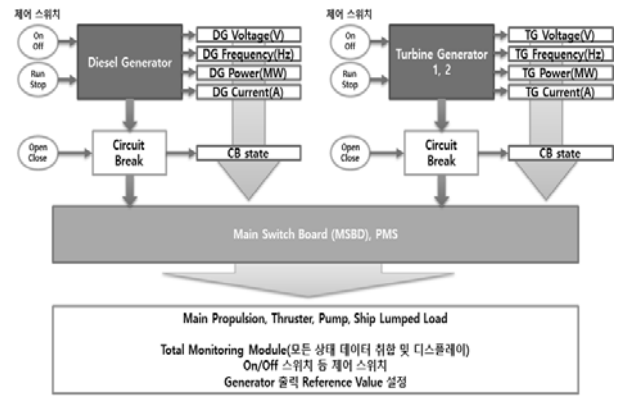 제어 스위치
On
Off
Run
Stop
Diesel Generator
DG Voltage(V)
DG Frequency(Hz)
DG Power(MW)
DG Current(A)
Open
Close
Circuit
Break
CB state
제어 스위치
On
Off
Run
Stop
Turbine Generator
1, 2
TG Voltage(V)
TG Frequency(Hz)
TG Power(MW)
TG Current(A)
Open
Close
Circuit
Break
CB state
Main Switch Board (MSBD), PMS
Main Propulsion, Thruster, Pump, Ship Lumped Load
Total Monitoring Module(모든 상태 데이터 취합 및 디스플레이)
On/Off 스위치 등 제어 스위치
Generator 출력 Reference Value 설정